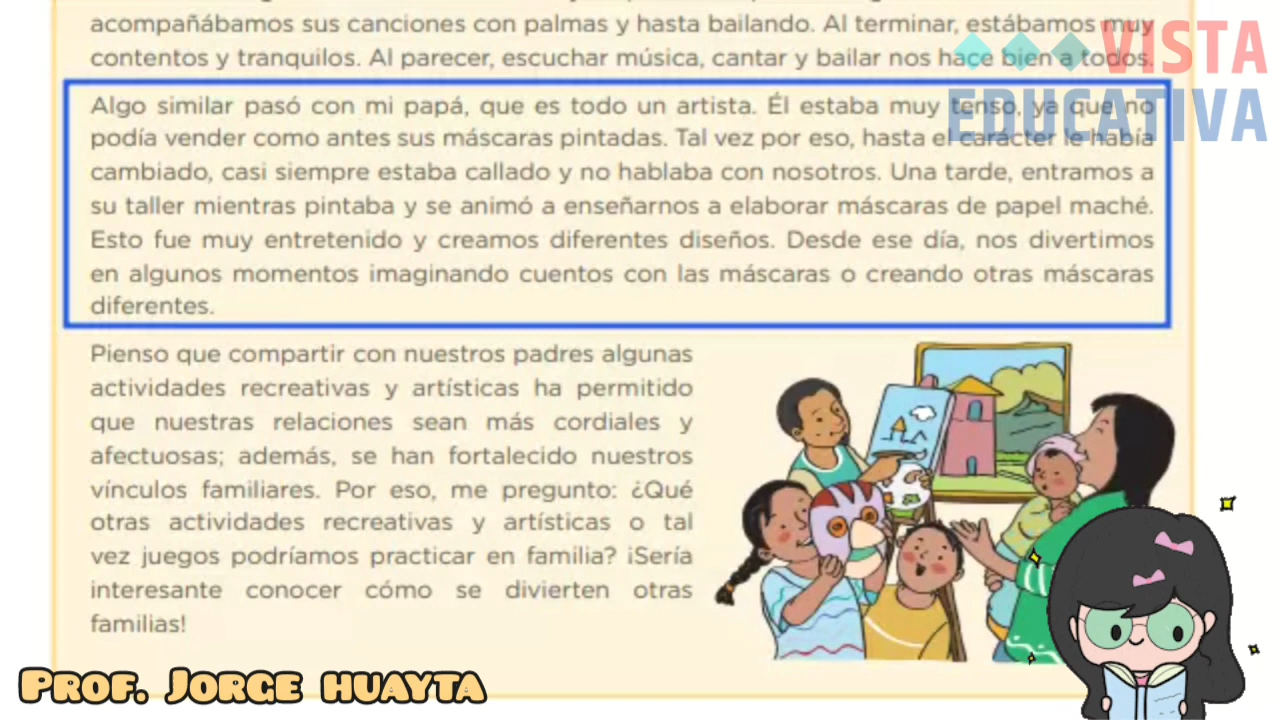 acompañábamos sus canciones con palmas y hasta bailando. Al terminar, estábamos muy
contentos y tranquilos. Al parecer, escuchar música, cantar y bailar nos hace bien a todos.
VISTA
EDUCATIVA
Algo similar pasó con mi papá, que es todo un artista. Él estaba muy tenso, ya que no
podía vender como antes sus máscaras pintadas. Tal vez por eso, hasta el carácter le había
cambiado, casi siempre estaba callado y no hablaba con nosotros. Una tarde, entramos a
su taller mientras pintaba y se animó a enseñarnos a elaborar máscaras de papel maché.
Esto fue muy entretenido y creamos diferentes diseños. Desde ese día, nos divertimos
en algunos momentos imaginando cuentos con las máscaras o creando otras máscaras
diferentes.
Pienso que compartir con nuestros padres algunas
actividades recreativas y artísticas ha permitido
que nuestras relaciones sean más cordiales y
afectuosas; además, se han fortalecido nuestros
vínculos familiares. Por eso, me pregunto: ¿Qué
otras actividades recreativas y artísticas o tal
vez juegos podríamos practicar en familia? ¡Sería
interesante conocer cómo se divierten otras
familias!
PROF. JORGE HUAYTA